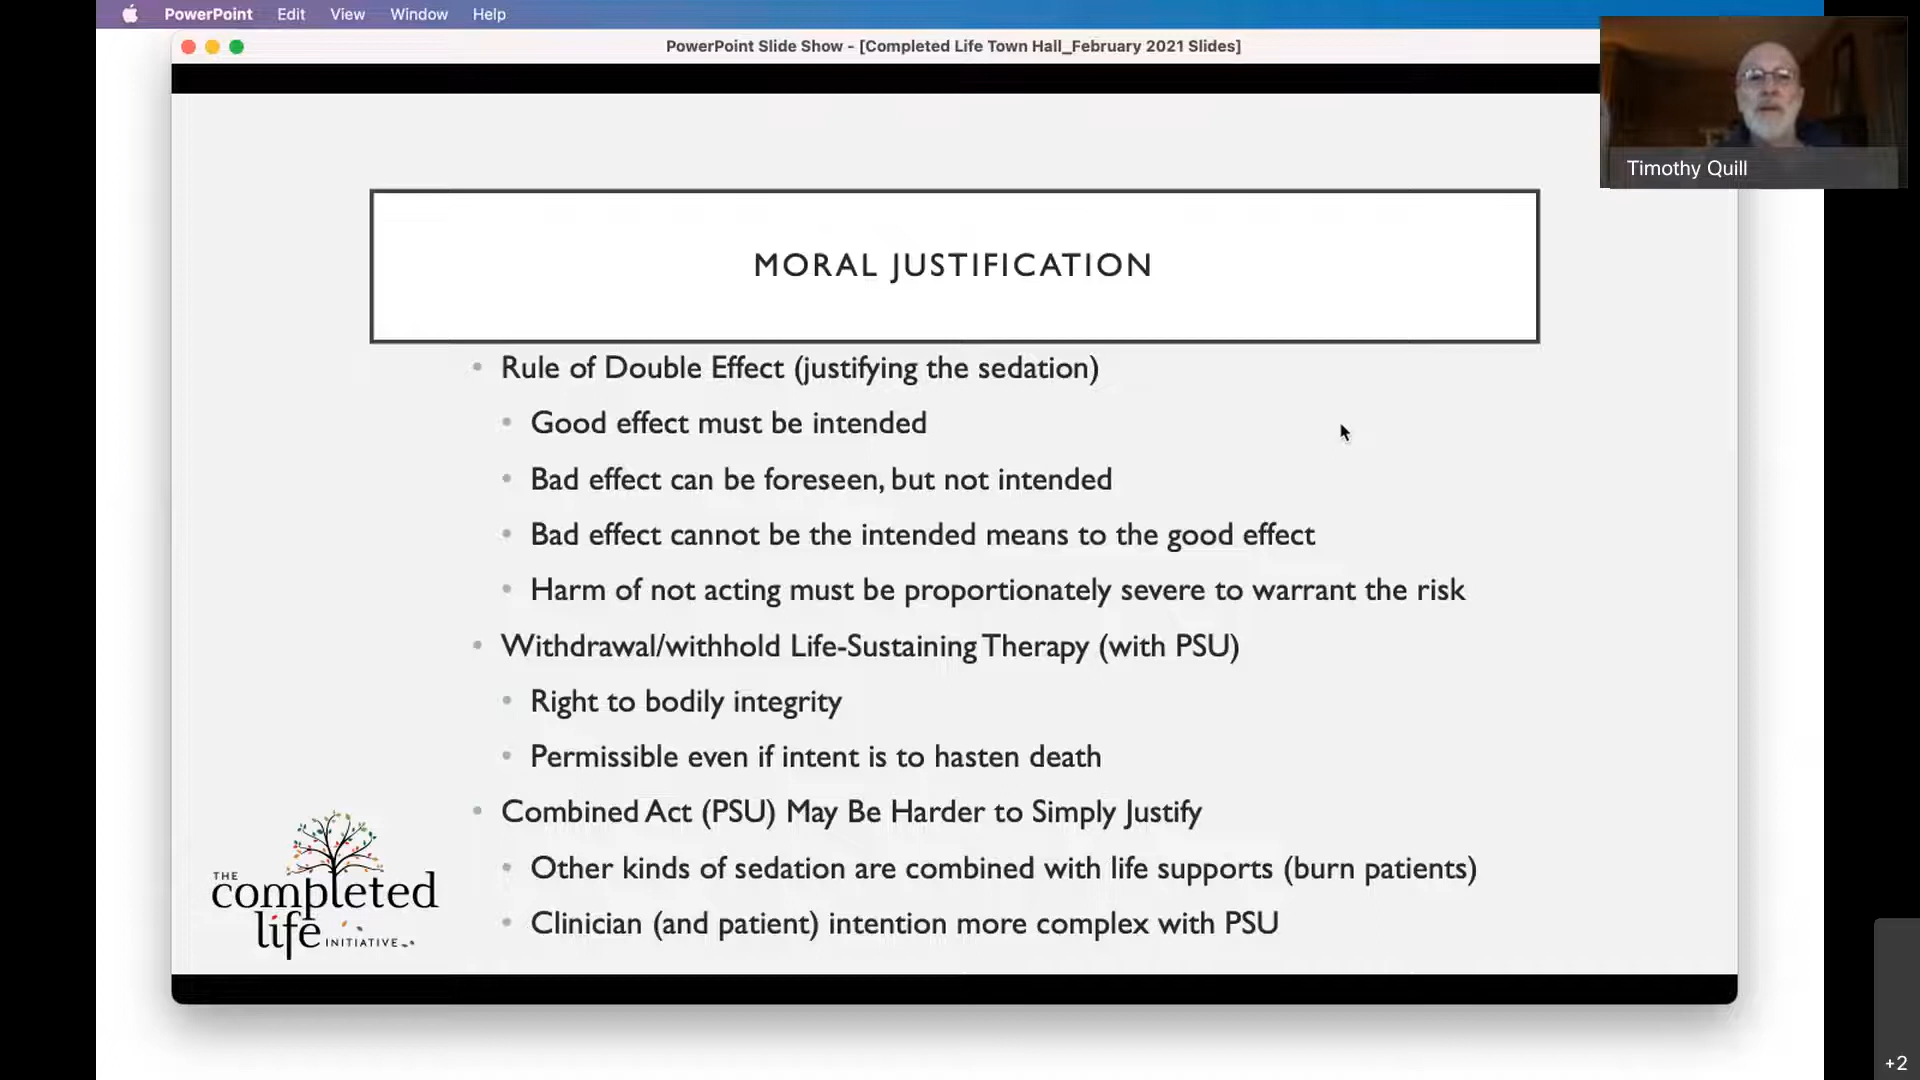 PowerPoint Edit View Window Help
PowerPoint Slide Show - [Completed Life Town Hall_February 2021 Slides]
Timothy Quill
MORAL JUSTIFICATION
Rule of Double Effect (justifying the sedation)
Good effect must be intended
Bad effect can be foreseen, but not intended
Bad effect cannot be the intended means to the good effect
Harm of not acting must be proportionately severe to warrant the risk
Withdrawal/withhold Life-Sustaining Therapy (with PSU)
Right to bodily integrity
Permissible even if intent is to hasten death
Combined Act (PSU) May Be Harder to Simply Justify
Other kinds of sedation are combined with life supports (burn patients)
Clinician (and patient) intention more complex with PSU
THE
completed
life INITIATIVE
+2